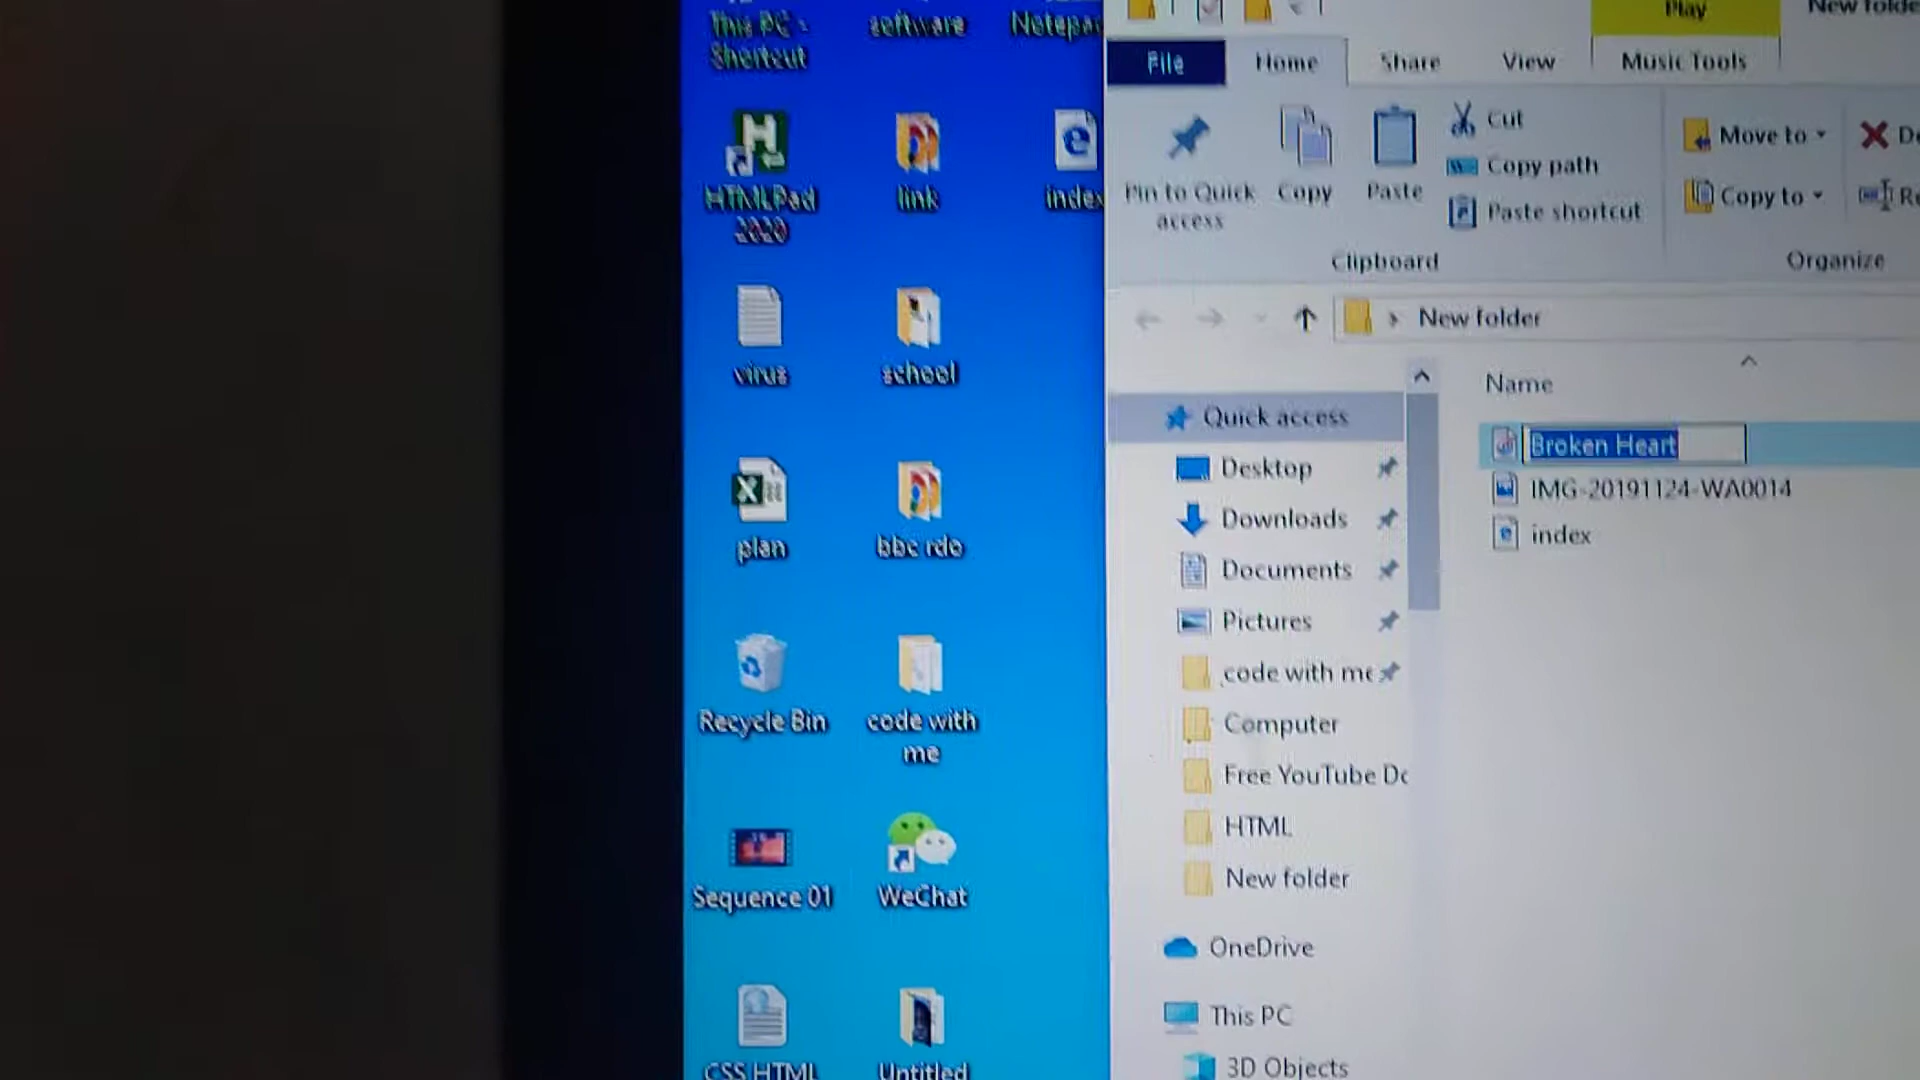 This PC -
Shortcut
software
HTMLPad
2020
link
index
virus
school
plan
bbc rdo
Recycle Bin
code with
me
Sequence 01
WeChat
CSS HTML
Untitled
Play
File
Home
Share
View
Music Tools
Pin to Quick
access
Copy
Paste
Cut
Copy path
Paste shortcut
Move to
Copy to
Clipboard
Organize
New folder
Name
Quick access
Desktop
Downloads
Documents
Pictures
code with me
Computer
Free YouTube Do
HTML
New folder
OneDrive
This PC
3D Objects
Broken Heart
IMG-20191124-WA0014
index